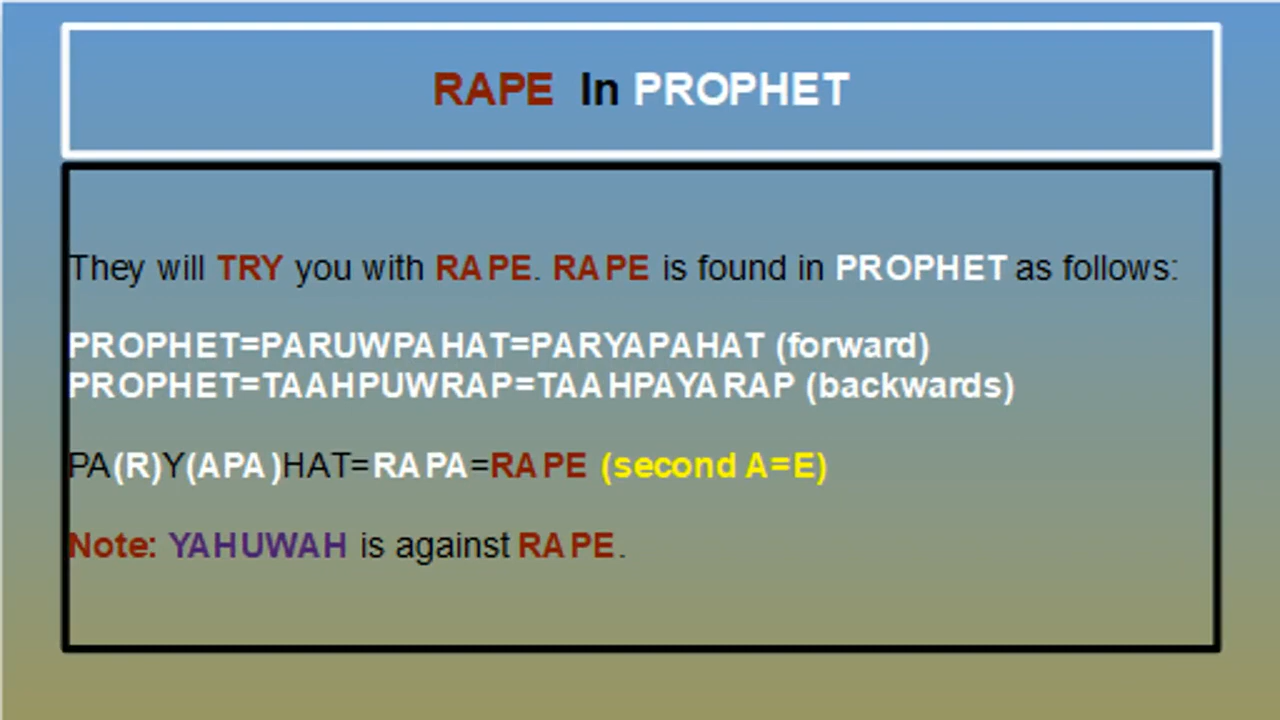 RAPE In PROPHET
They will TRY you with RAPE. RAPE is found in PROPHET as follows:
PROPHET=PARUWPAHAT=PARYAPAHAT (forward)
PROPHET=TAAHPUWRAP=TAAHPAYARAP (backwards)
PA(R)Y(APA)HAT=RAPA=RAPE (second A=E)
Note: YAHUWAH is against RAPE.